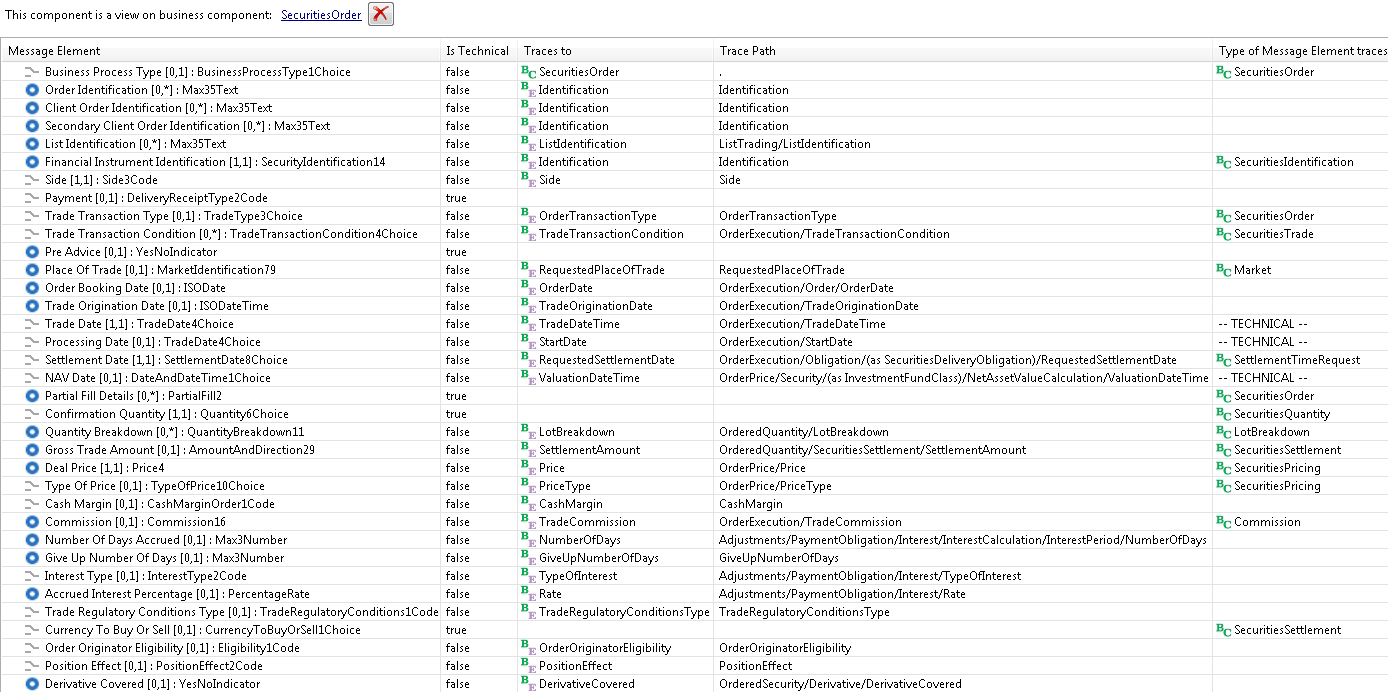 This component is a view on business component: SecuritiesOrder
Message Element Is Technical Traces to Trace Path Type of Message Element traces
Business Process Type [0,1] : BusinessProcessType1Choice false SecuritiesOrder . SecuritiesOrder
Order Identification [0,*] : Max35Text false Identification Identification
Client Order Identification [0,*] : Max35Text false Identification Identification
Secondary Client Order Identification [0,*] : Max35Text false Identification Identification
List Identification [0,*] : Max35Text false ListIdentification ListTrading/ListIdentification
Financial Instrument Identification [1,1] : SecurityIdentification14 false Identification Identification SecuritiesIdentification
Side [1,1] : Side3Code false Side Side
Payment [0,1] : DeliveryReceiptType2Code true
Trade Transaction Type [0,1] : TradeType3Choice false OrderTransactionType OrderTransactionType SecuritiesOrder
Trade Transaction Condition [0,*] : TradeTransactionCondition4Choice false TradeTransactionCondition OrderExecution/TradeTransactionCondition SecuritiesTrade
Pre Advice [0,1] : YesNoIndicator true
Place Of Trade [0,1] : MarketIdentification79 false RequestedPlaceOfTrade RequestedPlaceOfTrade Market
Order Booking Date [0,1] : ISODate false OrderDate OrderExecution/Order/OrderDate
Trade Origination Date [0,1] : ISODateTime false TradeOriginationDate OrderExecution/TradeOriginationDate
Trade Date [1,1] : TradeDate4Choice false TradeDateTime OrderExecution/TradeDateTime -- TECHNICAL --
Processing Date [0,1] : TradeDate4Choice false StartDate OrderExecution/StartDate -- TECHNICAL --
Settlement Date [1,1] : SettlementDate8Choice false RequestedSettlementDate OrderExecution/Obligation/(as SecuritiesDeliveryObligation)/RequestedSettlementDate SettlementTimeRequest
NAV Date [0,1] : DateAndDateTime1Choice false ValuationDateTime OrderPrice/Security/(as InvestmentFundClass)/NetAssetValueCalculation/ValuationDateTime -- TECHNICAL --
Partial Fill Details [0,*] : PartialFill2 true SecuritiesOrder
Confirmation Quantity [1,1] : Quantity6Choice true SecuritiesQuantity
Quantity Breakdown [0,*] : QuantityBreakdown11 false LotBreakdown OrderedQuantity/LotBreakdown LotBreakdown
Gross Trade Amount [0,1] : AmountAndDirection29 false SettlementAmount OrderedQuantity/SecuritiesSettlement/SettlementAmount SecuritiesSettlement
Deal Price [1,1] : Price4 false Price OrderPrice/Price SecuritiesPricing
Type Of Price [0,1] : TypeOfPrice10Choice false PriceType OrderPrice/PriceType SecuritiesPricing
Cash Margin [0,1] : CashMarginOrder1Code false CashMargin CashMargin
Commission [0,1] : Commission16 false TradeCommission OrderExecution/TradeCommission Commission
Number Of Days Accrued [0,1] : Max3Number false NumberOfDays Adjustments/PaymentObligation/Interest/InterestCalculation/InterestPeriod/NumberOfDays
Give Up Number Of Days [0,1] : Max3Number false GiveUpNumberOfDays GiveUpNumberOfDays
Interest Type [0,1] : InterestType2Code false TypeOfInterest Adjustments/PaymentObligation/Interest/TypeOfInterest
Accrued Interest Percentage [0,1] : PercentageRate false Rate Adjustments/PaymentObligation/Interest/Rate
Trade Regulatory Conditions Type [0,1] : TradeRegulatoryConditions1Code false TradeRegulatoryConditionsType TradeRegulatoryConditionsType
Currency To Buy Or Sell [0,1] : CurrencyToBuyOrSell1Choice true SecuritiesSettlement
Order Originator Eligibility [0,1] : Eligibility1Code false OrderOriginatorEligibility OrderOriginatorEligibility
Position Effect [0,1] : PositionEffect2Code false PositionEffect PositionEffect
Derivative Covered [0,1] : YesNoIndicator false DerivativeCovered OrderedSecurity/Derivative/DerivativeCovered